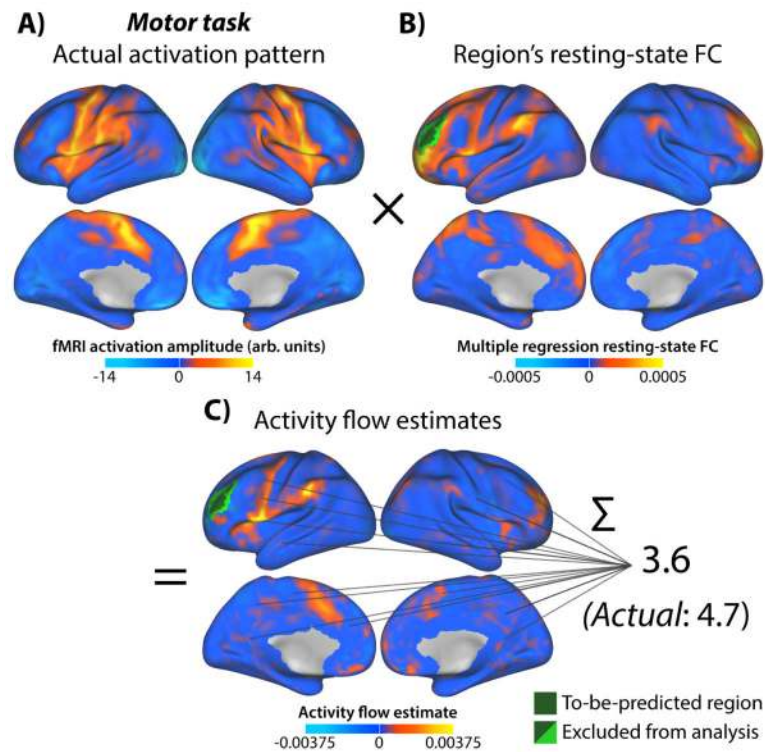 A)
Motor task
Actual activation pattern
B)
Region's resting-state FC
×
fMRI activation amplitude (arb. units)
-14 0 14
Multiple regression resting-state FC
-0.0005 0 0.0005
C)
Activity flow estimates
=
Σ
3.6
(Actual: 4.7)
Activity flow estimate
-0.00375 0 0.00375
To-be-predicted region
Excluded from analysis